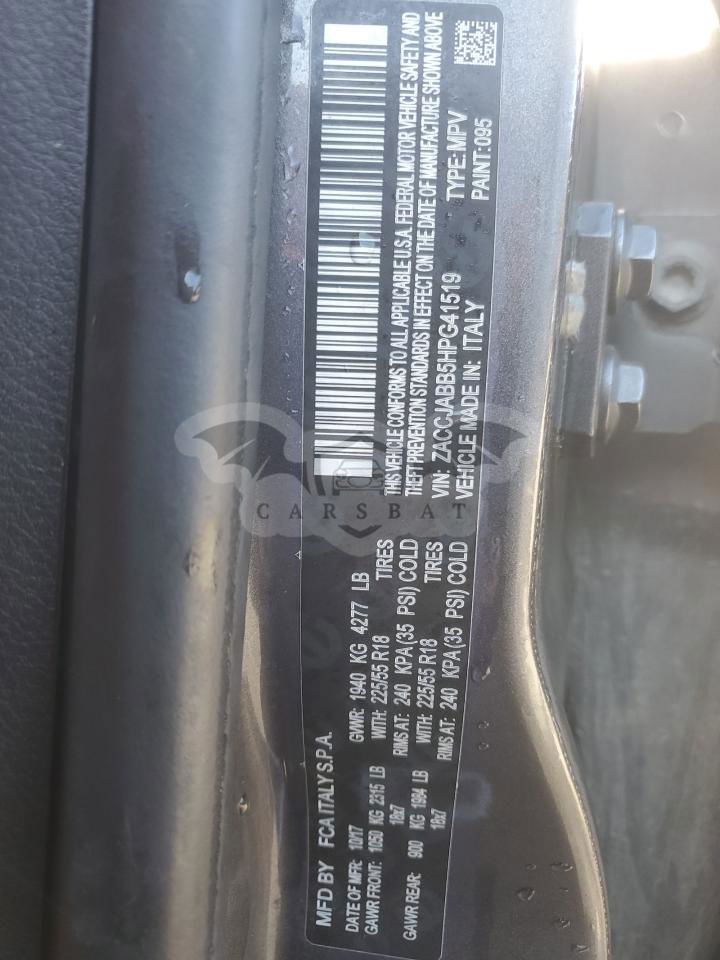 MFD BY FCA ITALY S.P.A.
DATE OF MFR: 10/17 GVWR: 1940 KG 4277 LB
GAWR FRONT: 1050 KG 2315 LB WITH: 225/55 R18 TIRES
18x7 RIMS AT: 240 KPA (35 PSI) COLD
GAWR REAR: 900 KG 1984 LB WITH: 225/55 R18 TIRES
18x7 RIMS AT: 240 KPA (35 PSI) COLD
THIS VEHICLE CONFORMS TO ALL APPLICABLE U.S.A. FEDERAL MOTOR VEHICLE SAFETY AND
THEFT PREVENTION STANDARDS IN EFFECT ON THE DATE OF MANUFACTURE SHOWN ABOVE
VIN: ZACCJABB5HPG41519 TYPE: MPV
VEHICLE MADE IN: ITALY PAINT: 095
CARSBAT